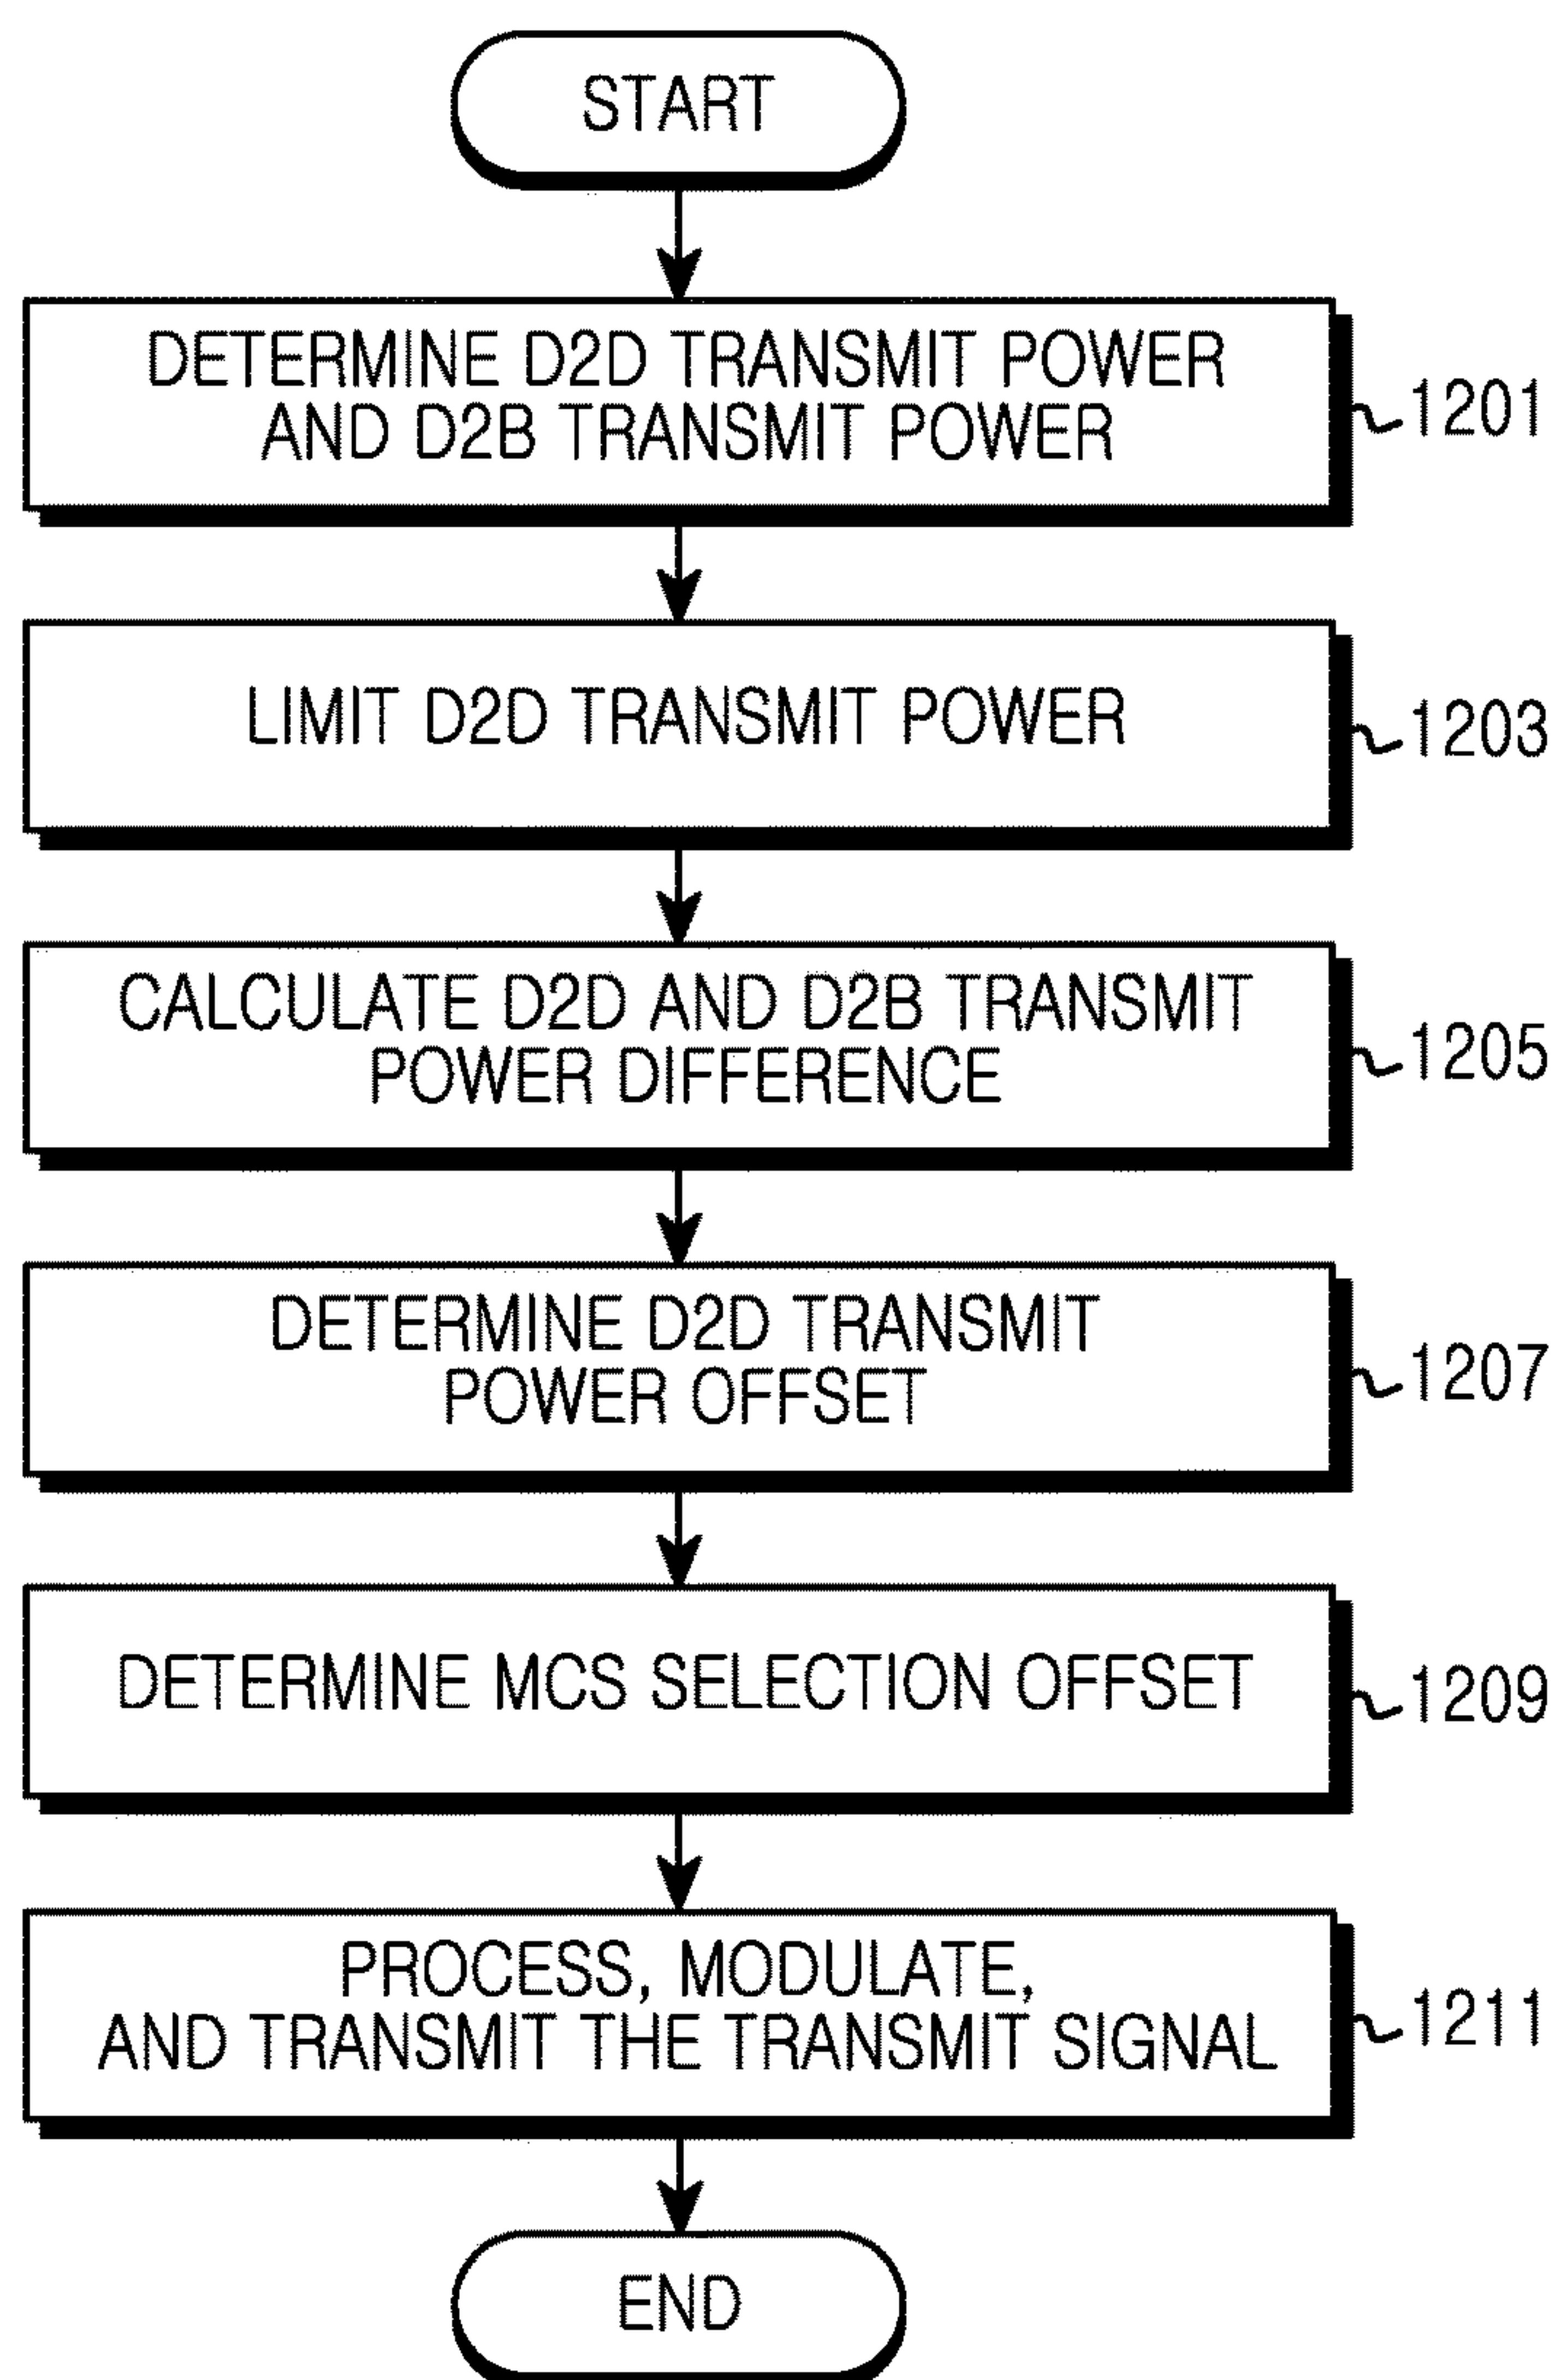 START
DETERMINE D2D TRANSMIT POWER
AND D2B TRANSMIT POWER
1201
LIMIT D2D TRANSMIT POWER
1203
CALCULATE D2D AND D2B TRANSMIT
POWER DIFFERENCE
1205
DETERMINE D2D TRANSMIT
POWER OFFSET
1207
DETERMINE MCS SELECTION OFFSET
1209
PROCESS, MODULATE,
AND TRANSMIT THE TRANSMIT SIGNAL
1211
END